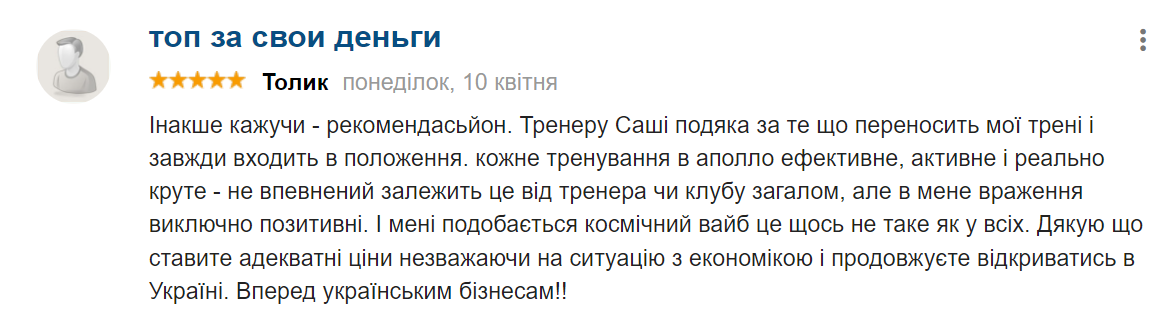 топ за свои деньги
Толик понеділок, 10 квітня
Інакше кажучи - рекомендасьйон. Тренеру Саші подяка за те що переносить мої трені і
завжди входить в положення. кожне тренування в аполло ефективне, активне і реально
круте - не впевнений залежить це від тренера чи клубу загалом, але в мене враження
виключно позитивні. І мені подобається космічний вайб це щось не таке як у всіх. Дякую що
ставите адекватні ціни незважаючи на ситуацію з економікою і продовжуєте відкриватись в
Україні. Вперед українським бізнесам!!